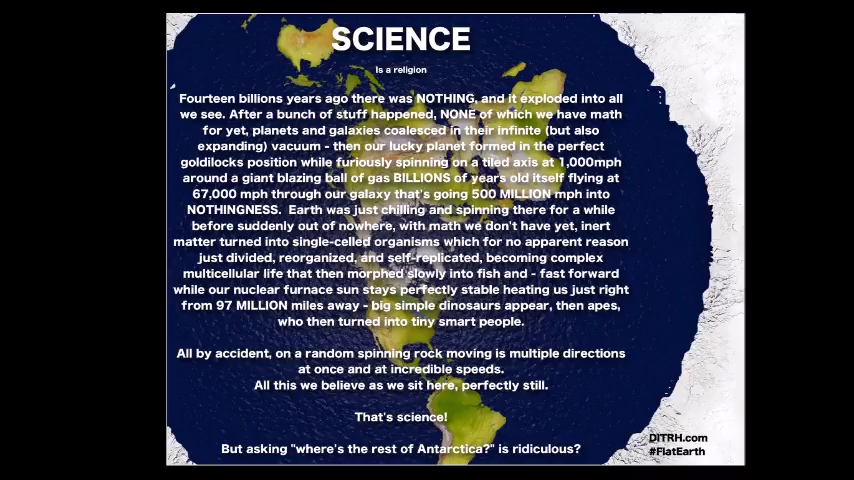 SCIENCE
Is a religion
Fourteen billions years ago there was NOTHING, and it exploded into all
we see. After a bunch of stuff happened, NONE of which we have math
for yet, planets and galaxies coalesced in their infinite (but also
expanding) vacuum - then our lucky planet formed in the perfect
goldilocks position while furiously spinning on a tiled axis at 1,000mph
around a giant blazing ball of gas BILLIONS of years old itself flying at
67,000 mph through our galaxy that's going 500 MILLION mph into
NOTHINGNESS. Earth was just chilling and spinning there for a while
before suddenly out of nowhere, with math we don't have yet, inert
matter turned into single-celled organisms which for no apparent reason
just divided, reorganized, and self-replicated, becoming complex
multicellular life that then morphed slowly into fish and - fast forward
while our nuclear furnace sun stays perfectly stable heating us just right
from 97 MILLION miles away - big simple dinosaurs appear, then apes,
who then turned into tiny smart people.
All by accident, on a random spinning rock moving is multiple directions
at once and at incredible speeds.
All this we believe as we sit here, perfectly still.
That's science!
But asking "where's the rest of Antarctica?" is ridiculous?
DITRH.com
#FlatEarth